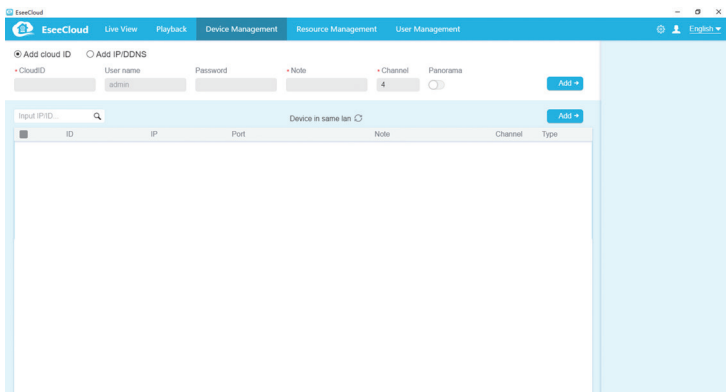 EseeCloud
EseeCloud Live View Playback Device Management Resource Management User Management English
Add cloud ID Add IP/DDNS
• CloudID User name Password • Note • Channel Panorama
admin 4 Add
Input IP/ID... Device in same lan Add
ID IP Port Note Channel Type